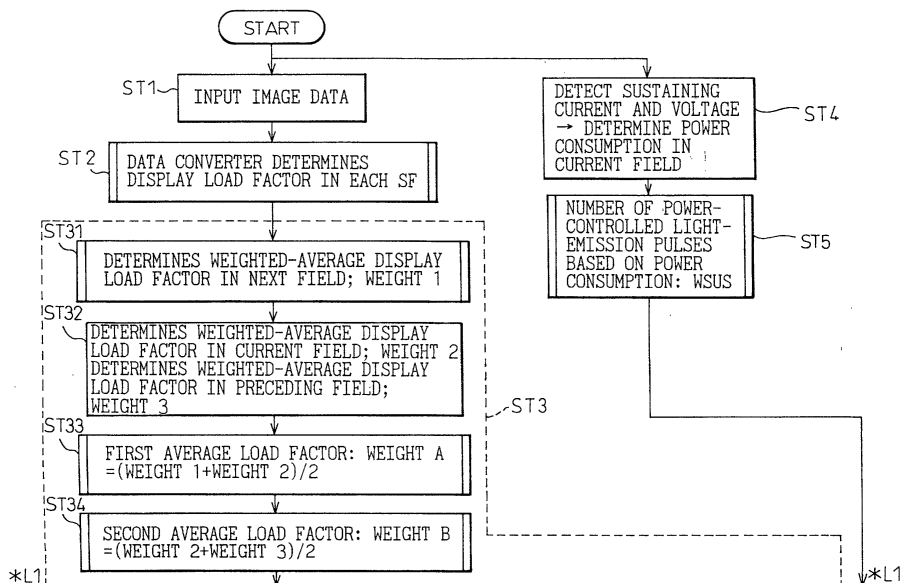 START
ST1
INPUT IMAGE DATA
ST2
DATA CONVERTER DETERMINES
DISPLAY LOAD FACTOR IN EACH SF
ST31
DETERMINES WEIGHTED-AVERAGE DISPLAY
LOAD FACTOR IN NEXT FIELD; WEIGHT 1
ST32
DETERMINES WEIGHTED-AVERAGE DISPLAY
LOAD FACTOR IN CURRENT FIELD; WEIGHT 2
DETERMINES WEIGHTED-AVERAGE DISPLAY
LOAD FACTOR IN PRECEDING FIELD;
WEIGHT 3
ST33
FIRST AVERAGE LOAD FACTOR: WEIGHT A
=(WEIGHT 1+WEIGHT 2)/2
ST34
SECOND AVERAGE LOAD FACTOR: WEIGHT B
=(WEIGHT 2+WEIGHT 3)/2
ST3
DETECT SUSTAINING
CURRENT AND VOLTAGE
→ DETERMINE POWER
CONSUMPTION IN
CURRENT FIELD
ST4
NUMBER OF POWER-
CONTROLLED LIGHT-
EMISSION PULSES
BASED ON POWER
CONSUMPTION: WSUS
ST5
*L1
*L1